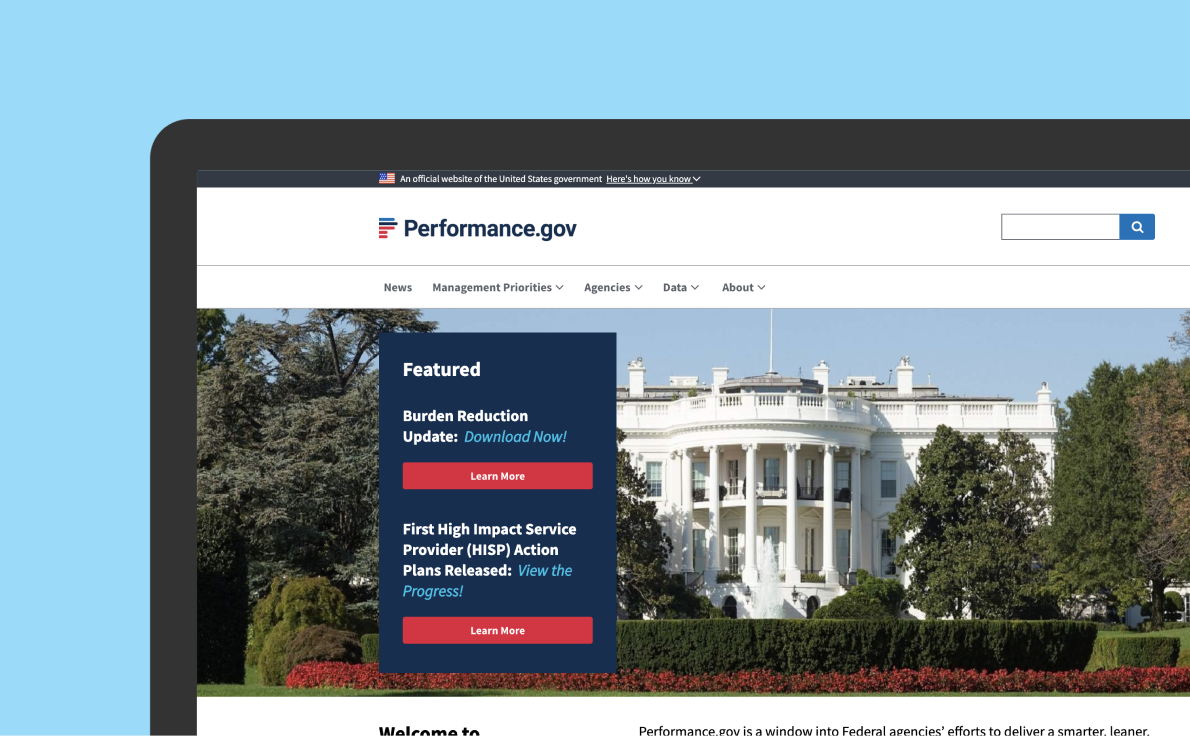 An official website of the United States government Here's how you know
Performance.gov
News Management Priorities Agencies Data About
Featured
Burden Reduction
Update: Download Now!
Learn More
First High Impact Service
Provider (HISP) Action
Plans Released: View the
Progress!
Learn More
Welcome to
Performance.gov is a window into Federal agencies' efforts to deliver a smarter, leaner,